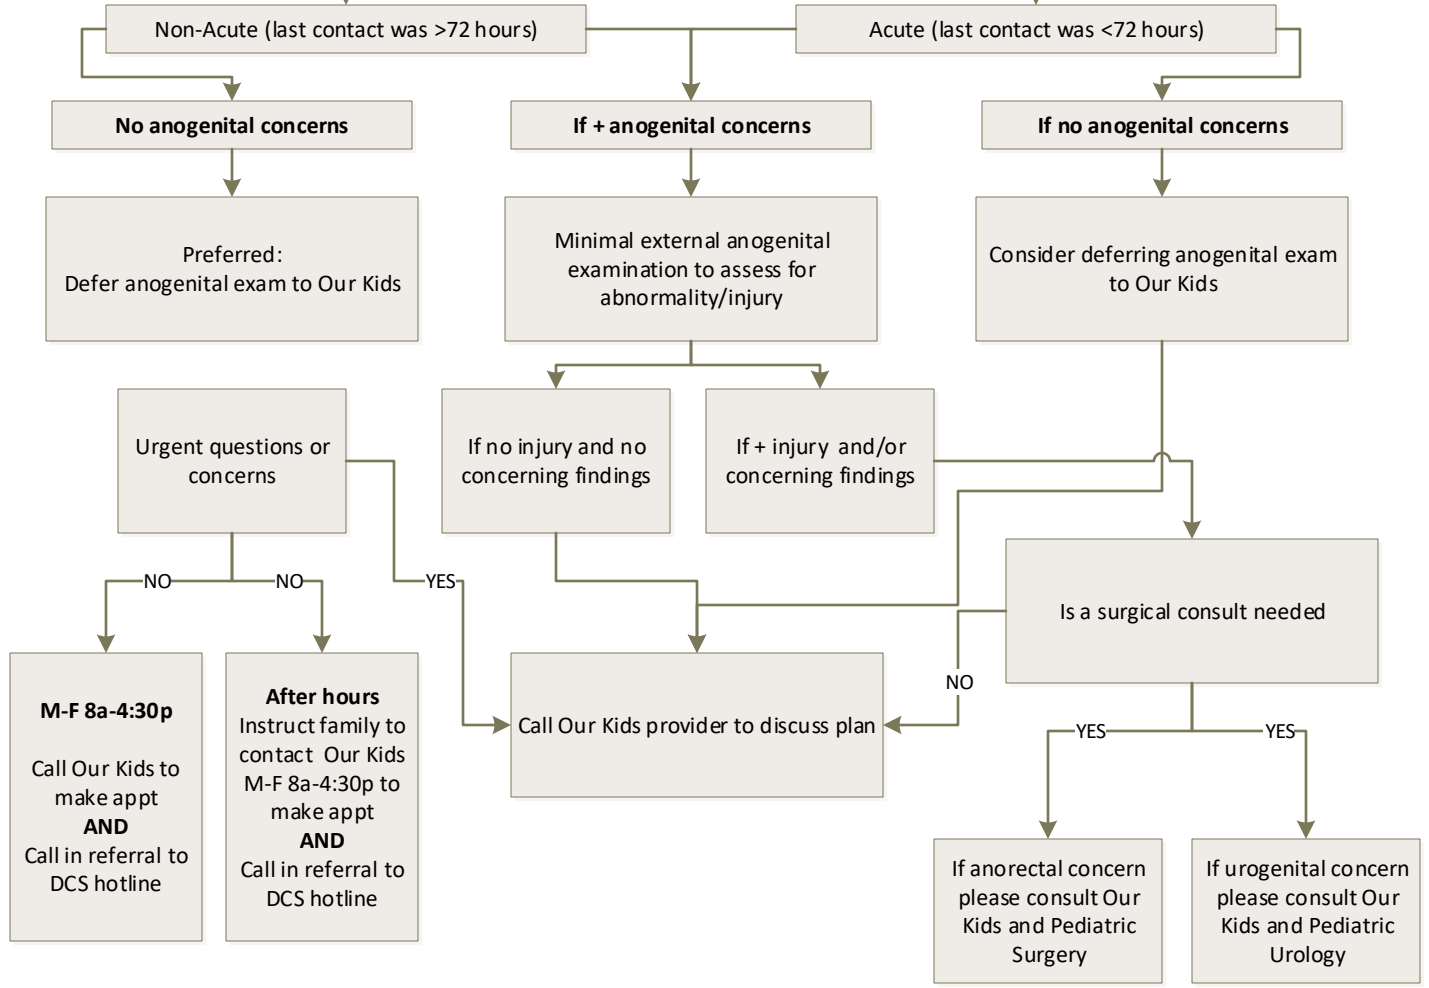 Non-Acute (last contact was >72 hours)
Acute (last contact was <72 hours)
No anogenital concerns
If + anogenital concerns
If no anogenital concerns
Preferred:
Defer anogenital exam to Our Kids
Minimal external anogenital
examination to assess for
abnormality/injury
Consider deferring anogenital exam
to Our Kids
Urgent questions or
concerns
If no injury and no
concerning findings
If + injury and/or
concerning findings
NO
NO
YES
Is a surgical consult needed
M-F 8a-4:30p
Call Our Kids to
make appt
AND
Call in referral to
DCS hotline
After hours
Instruct family to
contact Our Kids
M-F 8a-4:30p to
make appt
AND
Call in referral to
DCS hotline
Call Our Kids provider to discuss plan
NO
YES
YES
If anorectal concern
please consult Our
Kids and Pediatric
Surgery
If urogenital concern
please consult Our
Kids and Pediatric
Urology